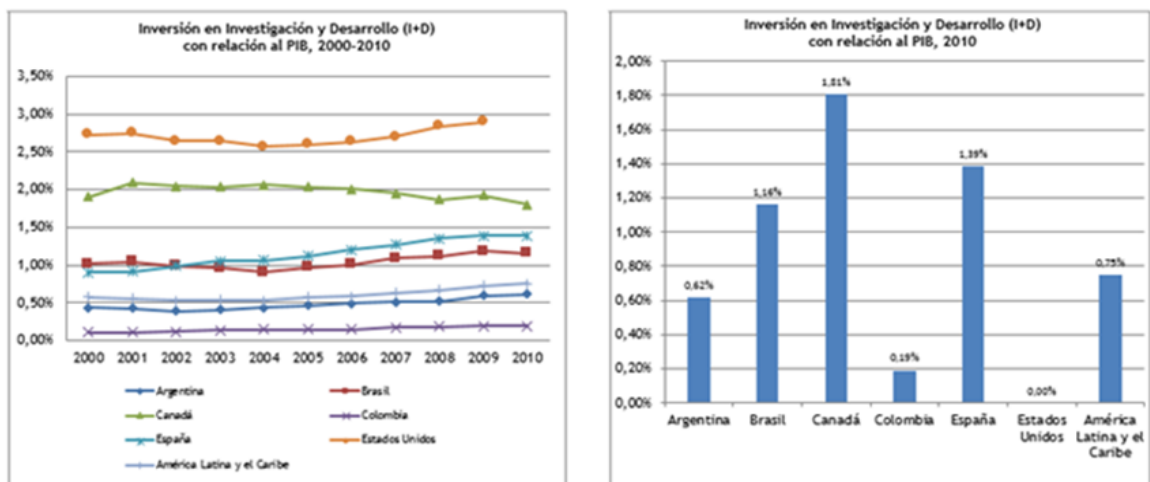 Inversión en Investigación y Desarrollo (I+D)
con relación al PIB, 2000-2010
3,50%
3,00%
2,50%
2,00%
1,50%
1,00%
0,50%
0,00%
2000 2001 2002 2003 2004 2005 2006 2007 2008 2009 2010
Argentina Brasil
Canadá Colombia
España Estados Unidos
América Latina y el Caribe
Inversión en Investigación y Desarrollo (I+D)
con relación al PIB, 2010
2,00%
1,80%
1,60%
1,40%
1,20%
1,00%
0,80%
0,60%
0,40%
0,20%
0,00%
0,62%
1,16%
1,81%
0,19%
1,39%
0,00%
0,75%
Argentina Brasil Canadá Colombia España Estados América
Unidos Latina y el
Caribe